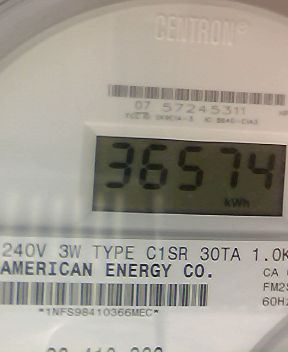 CENTRON®
07 57245311
36574
kWh
240V 3W TYPE C1SR 30TA 1.0K
AMERICAN ENERGY CO.
CA
FM2S
60Hz
*1NFS98410366MEC*